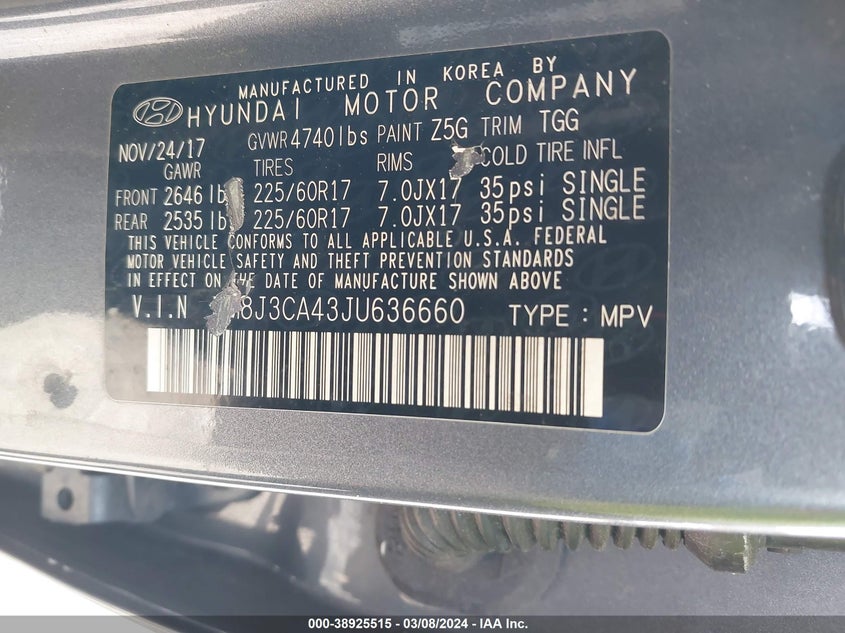 MANUFACTURED IN KOREA BY
HYUNDAI MOTOR COMPANY
NOV/24/17 GVWR 4740lbs PAINT Z5G TRIM TGG
GAWR TIRES RIMS COLD TIRE INFL
FRONT 2646 lb 225/60R17 7.0JX17 35psi SINGLE
REAR 2535 lb 225/60R17 7.0JX17 35psi SINGLE
THIS VEHICLE CONFORMS TO ALL APPLICABLE U.S.A. FEDERAL
MOTOR VEHICLE SAFETY AND THEFT PREVENTION STANDARDS
IN EFFECT ON THE DATE OF MANUFACTURE SHOWN ABOVE
V.I.N 8J3CA43JU636660 TYPE : MPV
000-38925515 - 03/08/2024 - IAA Inc.